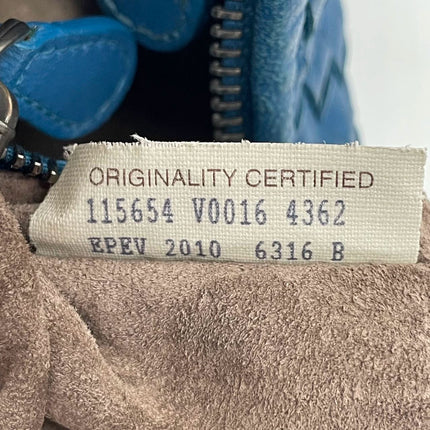 ORIGINALITY CERTIFIED
115654 V0016 4362
EPEV 2010 6316 B